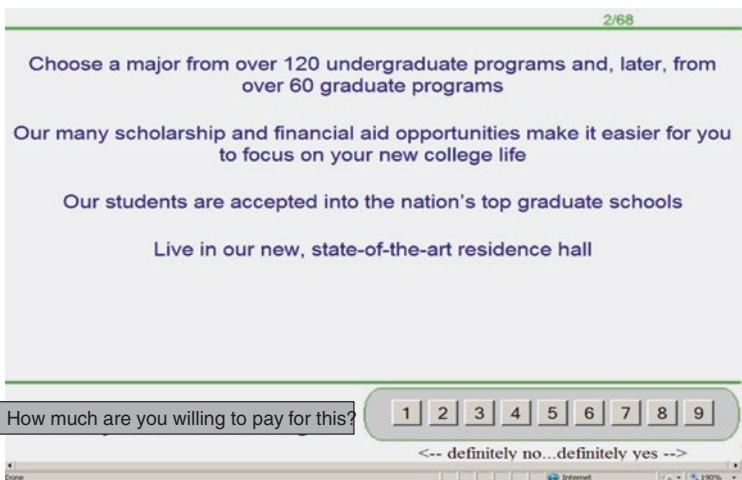 2/68
Choose a major from over 120 undergraduate programs and, later, from
over 60 graduate programs
Our many scholarship and financial aid opportunities make it easier for you
to focus on your new college life
Our students are accepted into the nation's top graduate schools
Live in our new, state-of-the-art residence hall
How much are you willing to pay for this?
1 2 3 4 5 6 7 8 9
<-- definitely no...definitely yes -->
Done Internet 190%